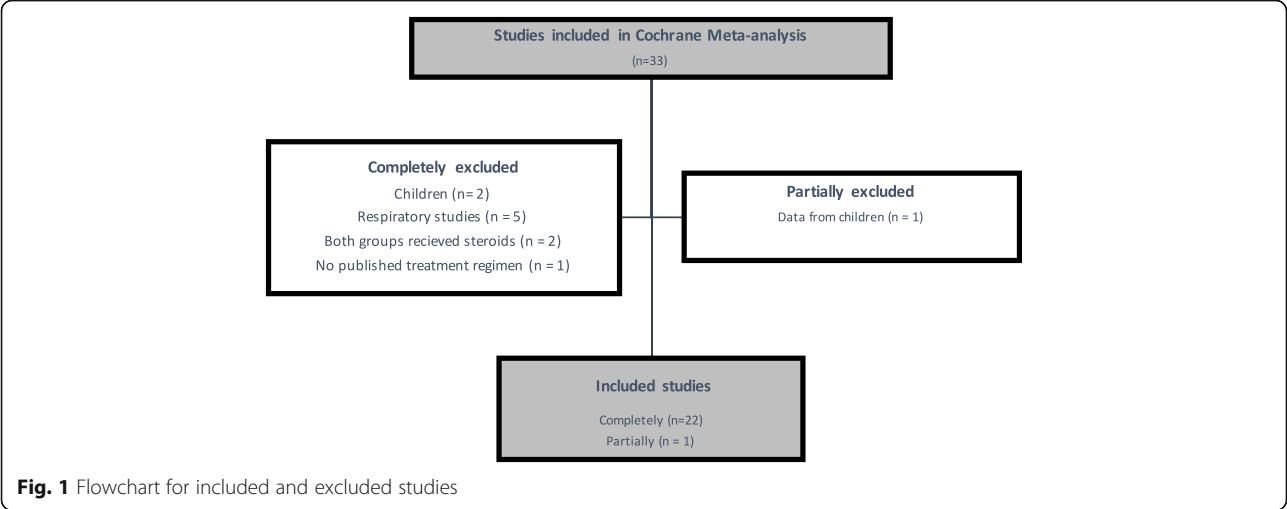 Studies included in Cochrane Meta-analysis
(n=33)
Completely excluded
Children (n= 2)
Respiratory studies (n = 5)
Both groups recieved steroids (n = 2)
No published treatment regimen (n = 1)
Partially excluded
Data from children (n = 1)
Included studies
Completely (n=22)
Partially (n = 1)
Fig. 1 Flowchart for included and excluded studies